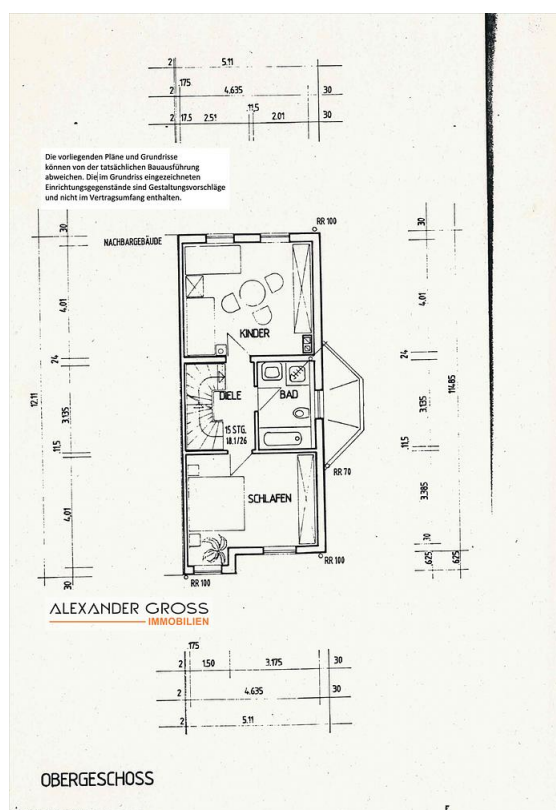 2 5.11
.175
2 4.635 30
.11,5
2 17.5 2.51 2.01 30
Die vorliegenden Pläne und Grundrisse
können von der tatsächlichen Bauausführung
abweichen. Die im Grundriss eingezeichneten
Einrichtungsgegenstände sind Gestaltungsvorschläge
und nicht im Vertragsumfang enthalten.
RR 100
NACHBARGEBÄUDE
30
4.01
24
3.135
.11,5
4.01
30
12.11
KINDER
DIELE
BAD
15 STG.
18.1/26
SCHLAFEN
RR 70
RR 100
RR 100
30
4.01
24
3.135
.11,5
3.385
30
.625
.625
11.485
ALEXANDER GROSS
IMMOBILIEN
.175
2 1.50 3.175 30
2 4.635 30
2 5.11
OBERGESCHOSS